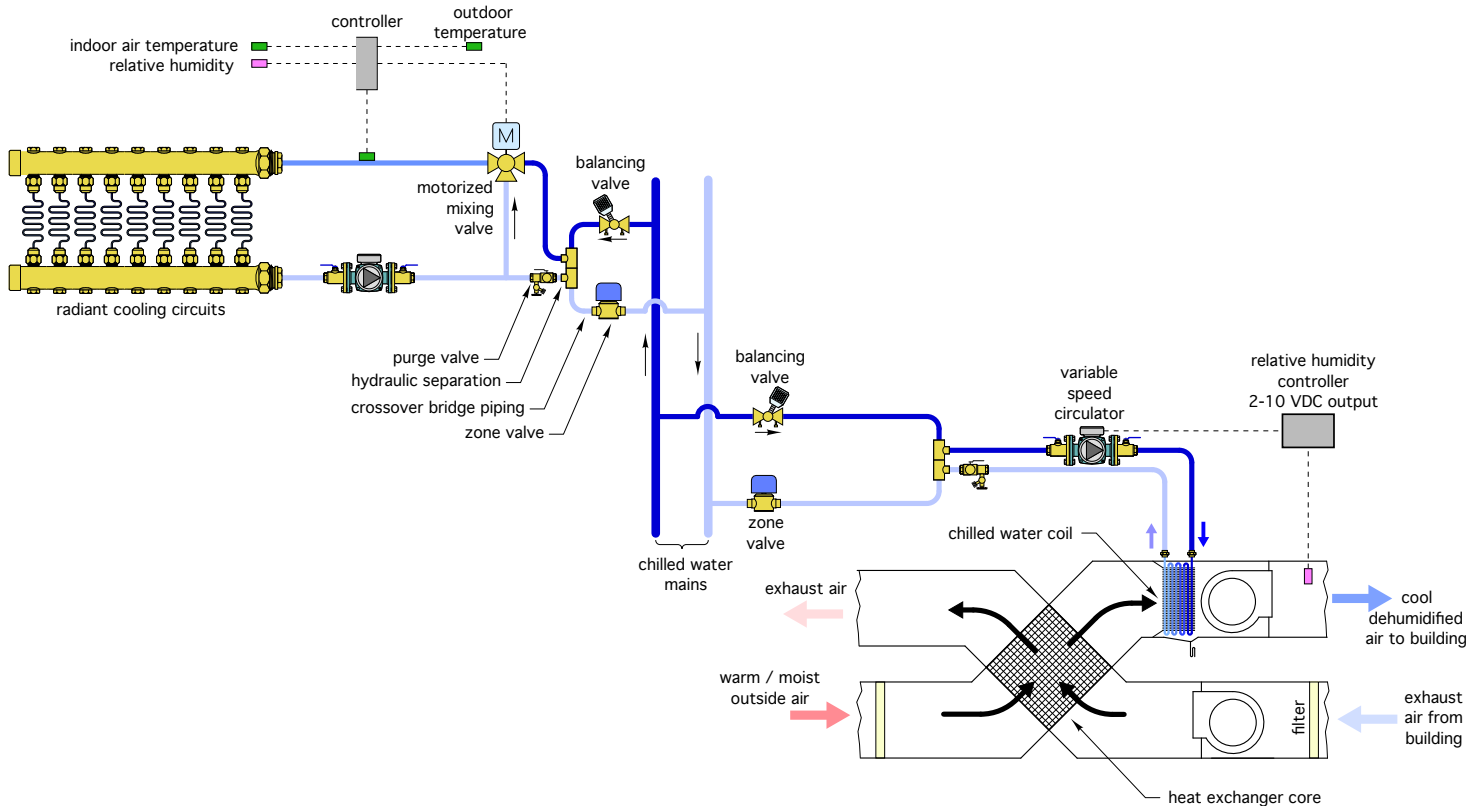 controller
outdoor
temperature
indoor air temperature
relative humidity
M
motorized
mixing
valve
balancing
valve
radiant cooling circuits
purge valve
hydraulic separation
crossover bridge piping
zone valve
balancing
valve
variable
speed
circulator
relative humidity
controller
2-10 VDC output
zone
valve
chilled water
mains
chilled water coil
exhaust air
cool
dehumidified
air to building
warm / moist
outside air
filter
exhaust
air from
building
heat exchanger core